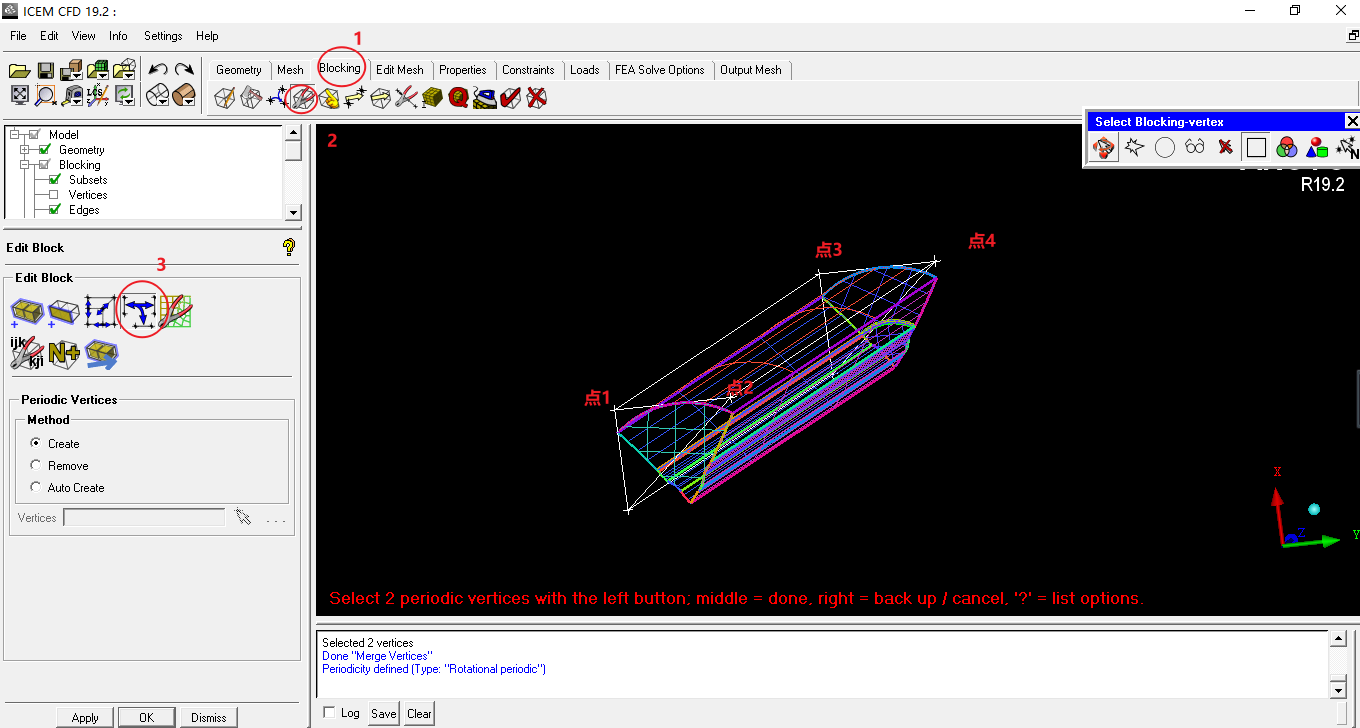 ICEM CFD 19.2 :
File Edit View Info Settings Help
1
Geometry Mesh Blocking Edit Mesh Properties Constraints Loads FEA Solve Options Output Mesh
LCS
Select Blocking-vertex
N
R19.2
Model
Geometry
Blocking
Subsets
Vertices
Edges
2
Edit Block
3
Edit Block
ijk
kji
N+
Periodic Vertices
Method
Create
Remove
Auto Create
Vertices
...
点3
点4
点1
点2
X
Z
Y
Select 2 periodic vertices with the left button; middle = done, right = back up / cancel, '?' = list options.
Selected 2 vertices
Done "Merge Vertices"
Periodicity defined (Type: "Rotational periodic")
Log Save Clear
Apply OK Dismiss